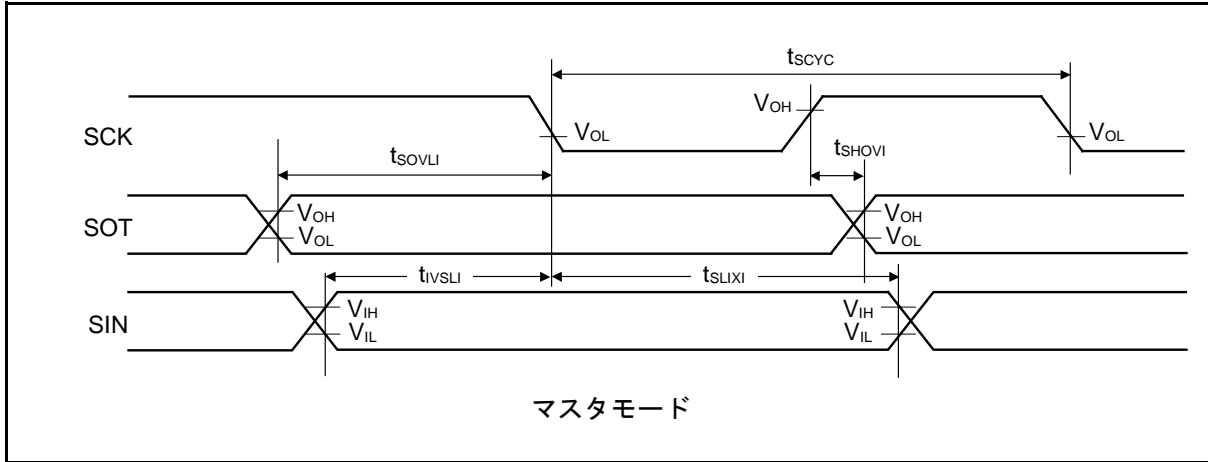 tSCYC
SCK
VOH
VOL
VOL
tSOVLI
tSHOVI
SOT
VOH
VOL
VOH
VOL
tIVSLI
tSLIXI
SIN
VIH
VIL
VIH
VIL
マスタモード